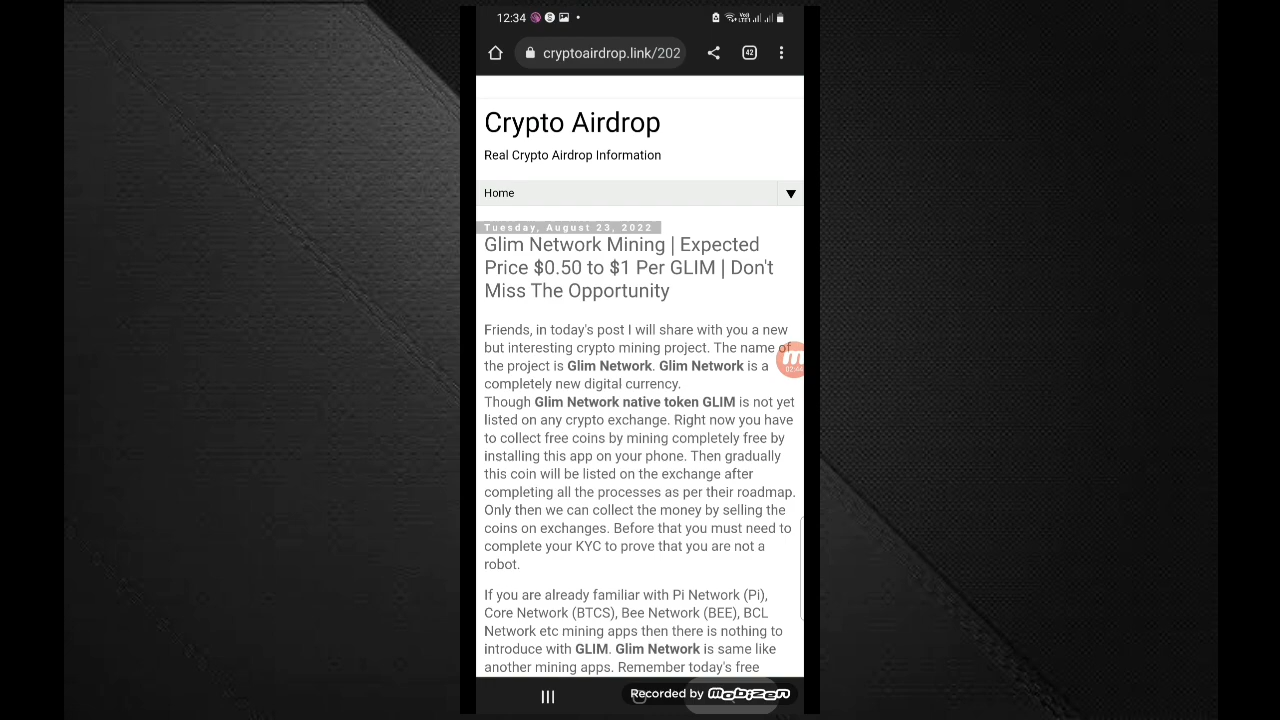 12:34
cryptoairdrop.link/202
42
Crypto Airdrop
Real Crypto Airdrop Information
Home
Tuesday, August 23, 2022
Glim Network Mining | Expected
Price $0.50 to $1 Per GLIM | Don't
Miss The Opportunity
Friends, in today's post I will share with you a new
but interesting crypto mining project. The name of
the project is Glim Network. Glim Network is a
completely new digital currency.
Though Glim Network native token GLIM is not yet
listed on any crypto exchange. Right now you have
to collect free coins by mining completely free by
installing this app on your phone. Then gradually
this coin will be listed on the exchange after
completing all the processes as per their roadmap.
Only then we can collect the money by selling the
coins on exchanges. Before that you must need to
complete your KYC to prove that you are not a
robot.
If you are already familiar with Pi Network (Pi),
Core Network (BTCS), Bee Network (BEE), BCL
Network etc mining apps then there is nothing to
introduce with GLIM. Glim Network is same like
another mining apps. Remember today's free
Recorded by mobizen